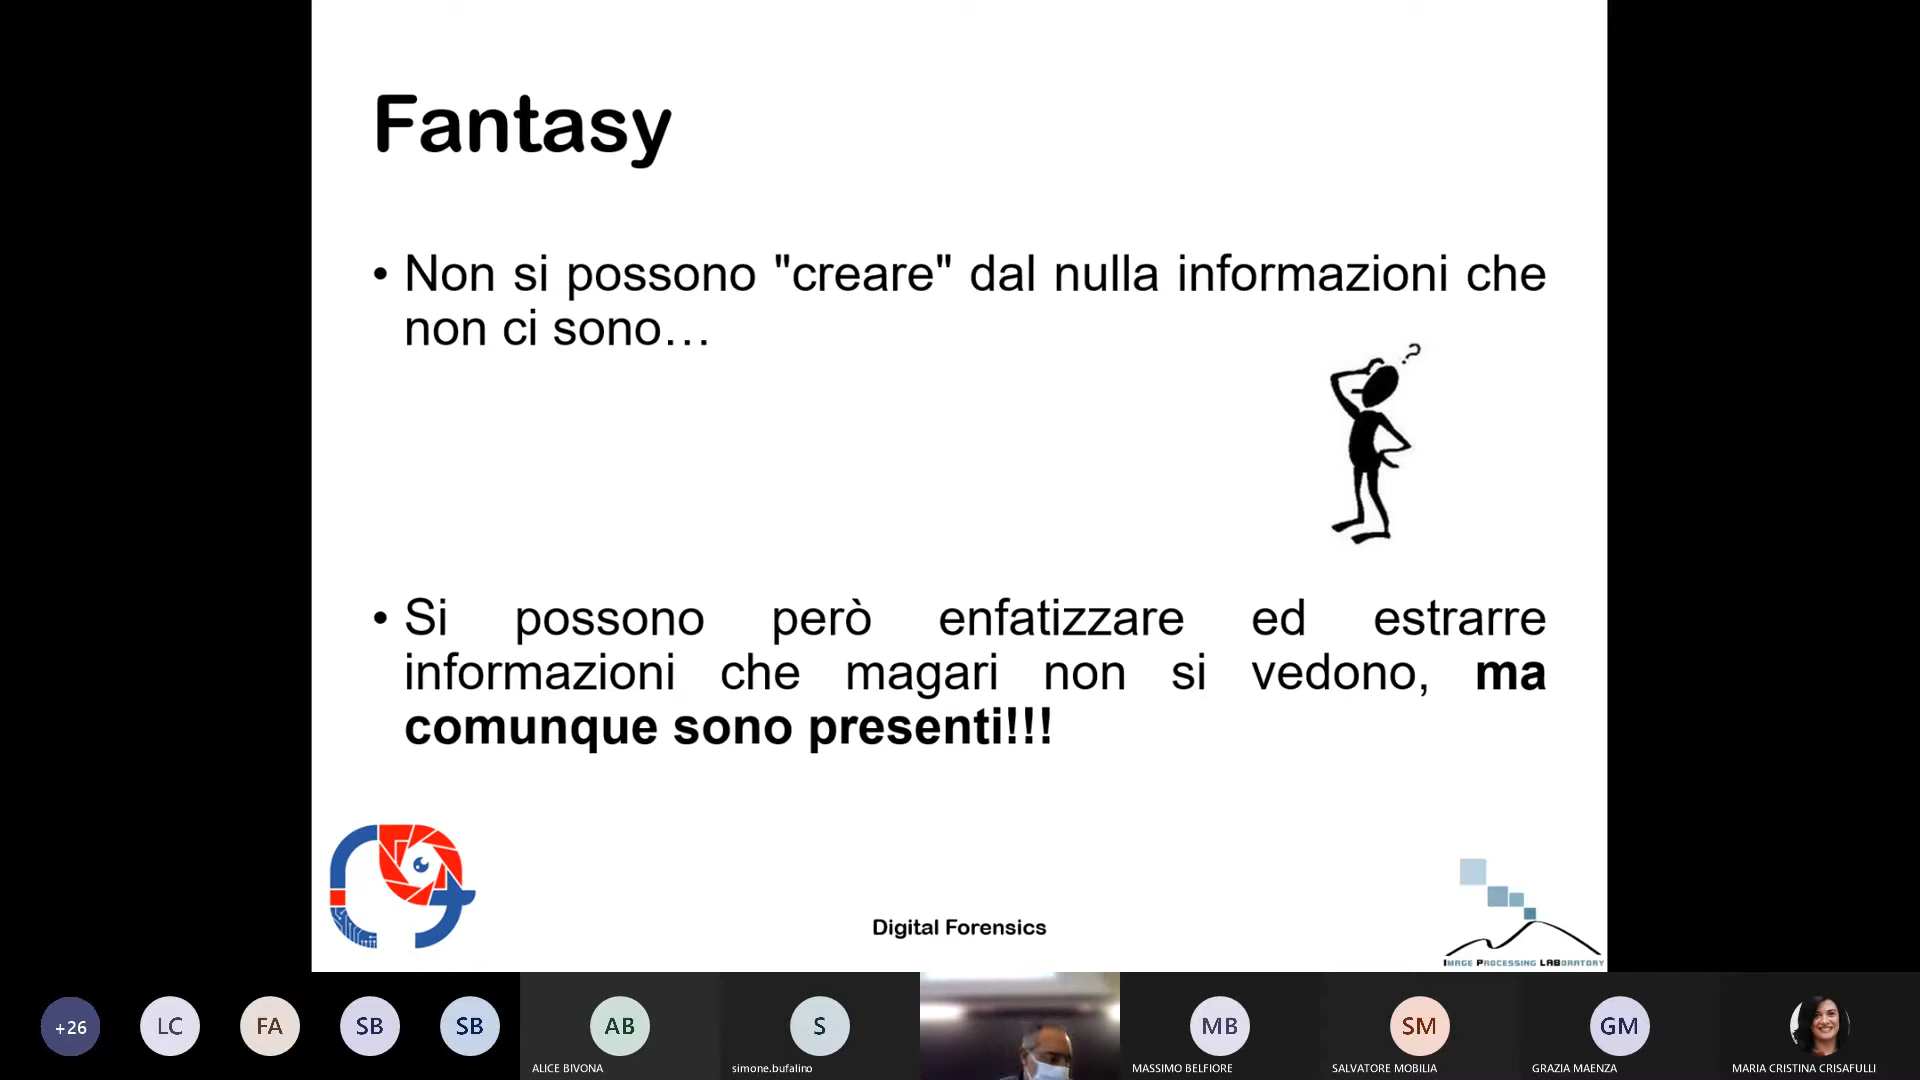 Fantasy
• Non si possono "creare" dal nulla informazioni che
non ci sono…
?
• Si possono però enfatizzare ed estrarre
informazioni che magari non si vedono, ma
comunque sono presenti!!!
Digital Forensics
IMAGE PROCESSING LABORATORY
+26
LC
FA
SB
SB
AB
S
MB
SM
GM
ALICE BIVONA
simone.bufalino
MASSIMO BELFIORE
SALVATORE MOBILIA
GRAZIA MAENZA
MARIA CRISTINA CRISAFULLI